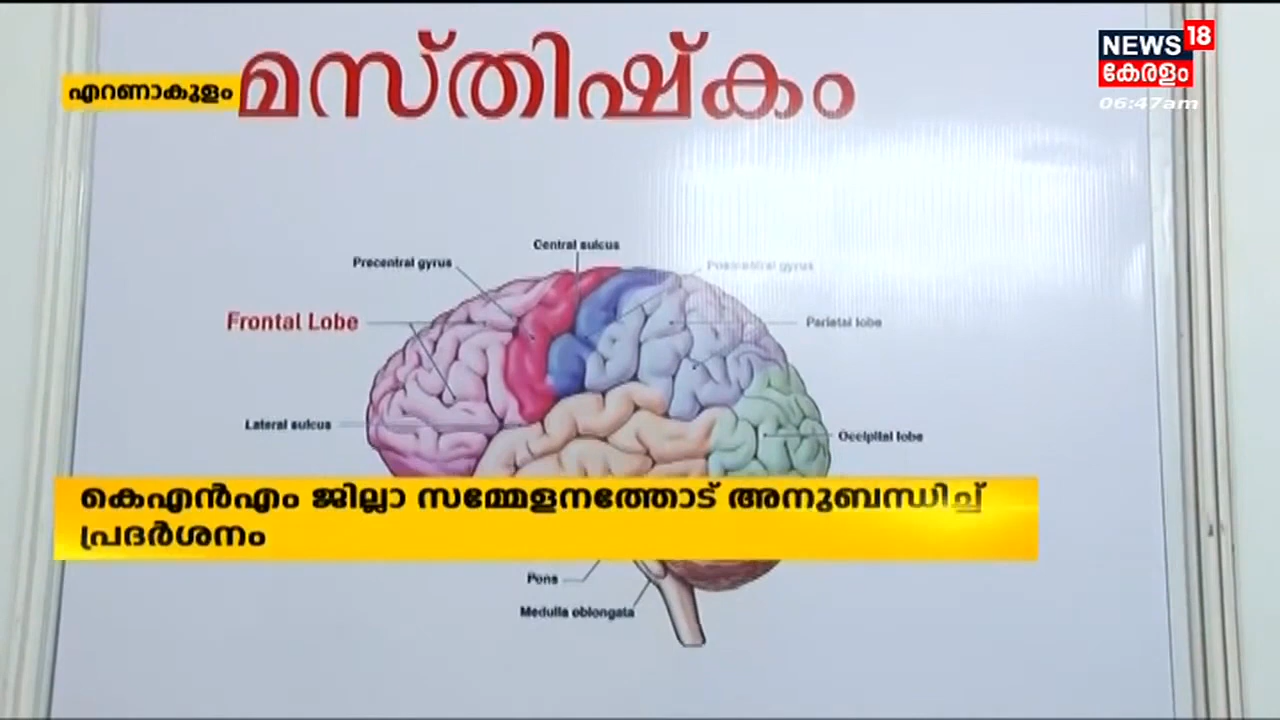 മസ്തിഷ്കം
എറണാകുളം
NEWS 18
കേരളം
06:47am
Central sulcus
Precentral gyrus
Postcentral gyrus
Frontal Lobe
Parietal lobe
Lateral sulcus
Occipital lobe
കെഎൻഎം ജില്ലാ സമ്മേളനത്തോട് അനുബന്ധിച്ച്
പ്രദർശനം
Pons
Medulla oblongata